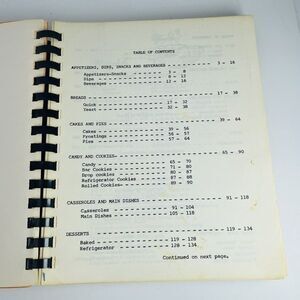 TABLE OF CONTENTS
APPETIZERS, DIPS, SNACKS AND BEVERAGES - - - - - - - - 3 - 16
Appetizers-Snacks - - - - - - - 3 - 8
Dips - - - - - - - - - - - - - 8 - 12
Beverages - - - - - - - - - - - 12 - 16
BREADS - - - - - - - - - - - - - - - - - - - - 17 - 38
Quick - - - - - - - - - - - - - 17 - 32
Yeast - - - - - - - - - - - - - 32 - 38
CAKES AND PIES - - - - - - - - - - - - - - - - 39 - 64
Cakes - - - - - - - - - - - - - 39 - 56
Frostings - - - - - - - - - - - 56 - 57
Pies - - - - - - - - - - - - - 57 - 64
CANDY AND COOKIES - - - - - - - - - - - - - - - 65 - 90
Candy - - - - - - - - - - - - - 65 - 70
Bar Cookies - - - - - - - - - - 71 - 80
Drop cookies - - - - - - - - - 80 - 87
Refrigerator Cookies - - - - - 87 - 88
Rolled Cookies - - - - - - - - 89 - 90
CASSEROLES AND MAIN DISHES - - - - - - - - - - 91 - 118
Casseroles - - - - - - - - - - 91 - 104
Main Dishes - - - - - - - - - - 105 - 118
DESSERTS - - - - - - - - - - - - - - - - - - - 119 - 134
Baked - - - - - - - - - - - - - 119 - 128
Refrigerator - - - - - - - - - 128 - 134
Continued on next page.